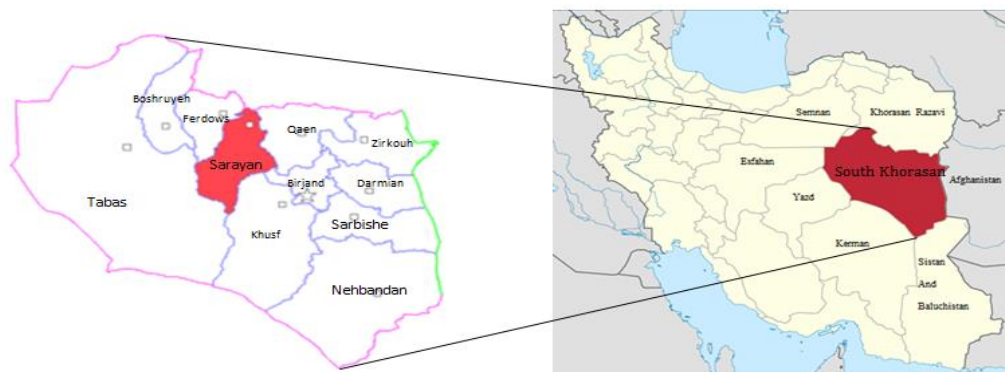 Boshruyeh
Ferdows
Qaen
Zirkouh
Sarayan
Birjand
Darmian
Tabas
Khusf
Sarbishe
Nehbandan
Semnan
Khorasan Razavi
Esfahan
South Khorasan
Afghanistan
Yazd
Kerman
Sistan
And
Baluchistan